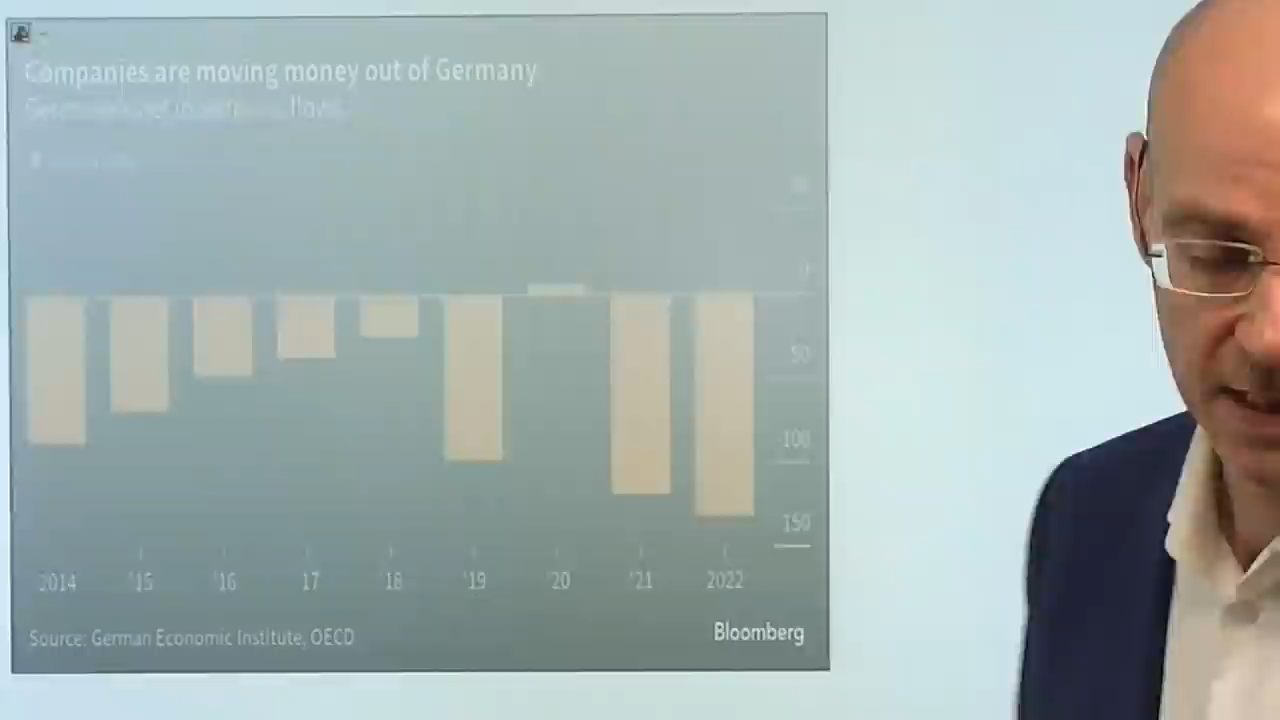 Companies are moving money out of Germany
flows
50
100
150
2014 '15 '16 17 18 '19 '20 '21 2022
Source: German Economic Institute, OECD
Bloomberg